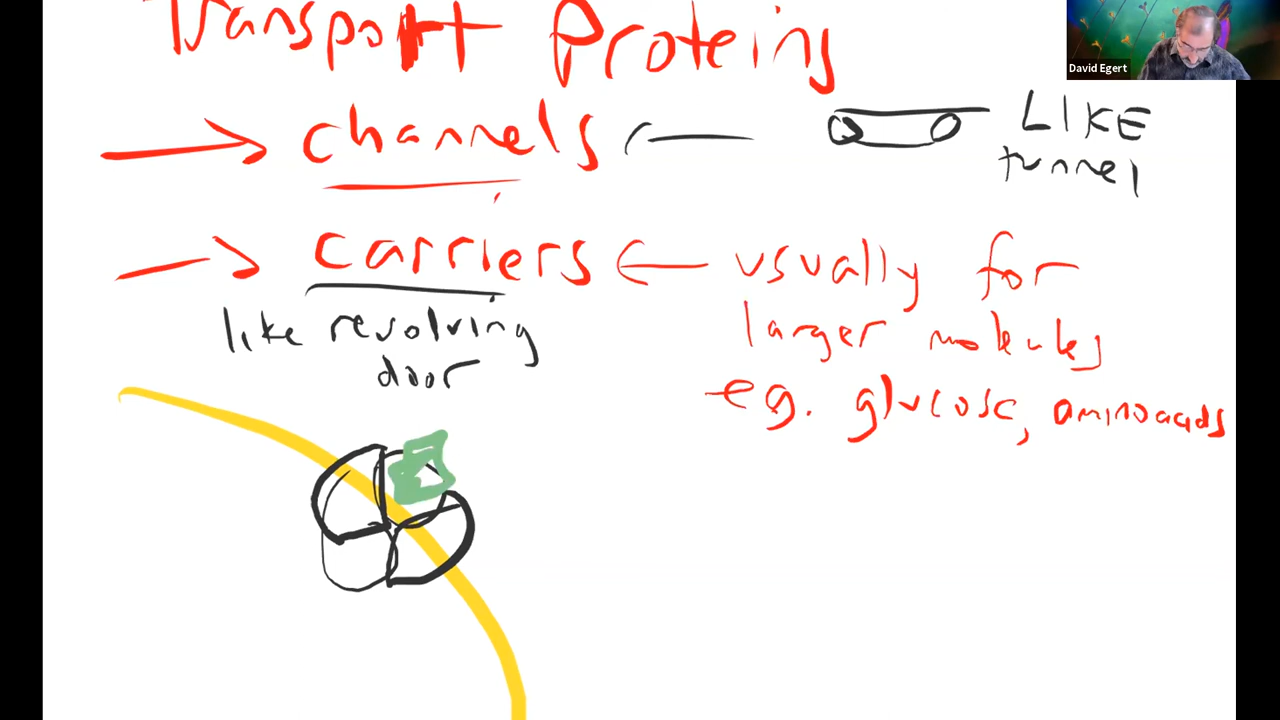 Transport Proteins
David Egert
channels
LIKE
tunnel
carriers
usually for
larger molecules
eg. glucose, aminoacids
like revolving
door